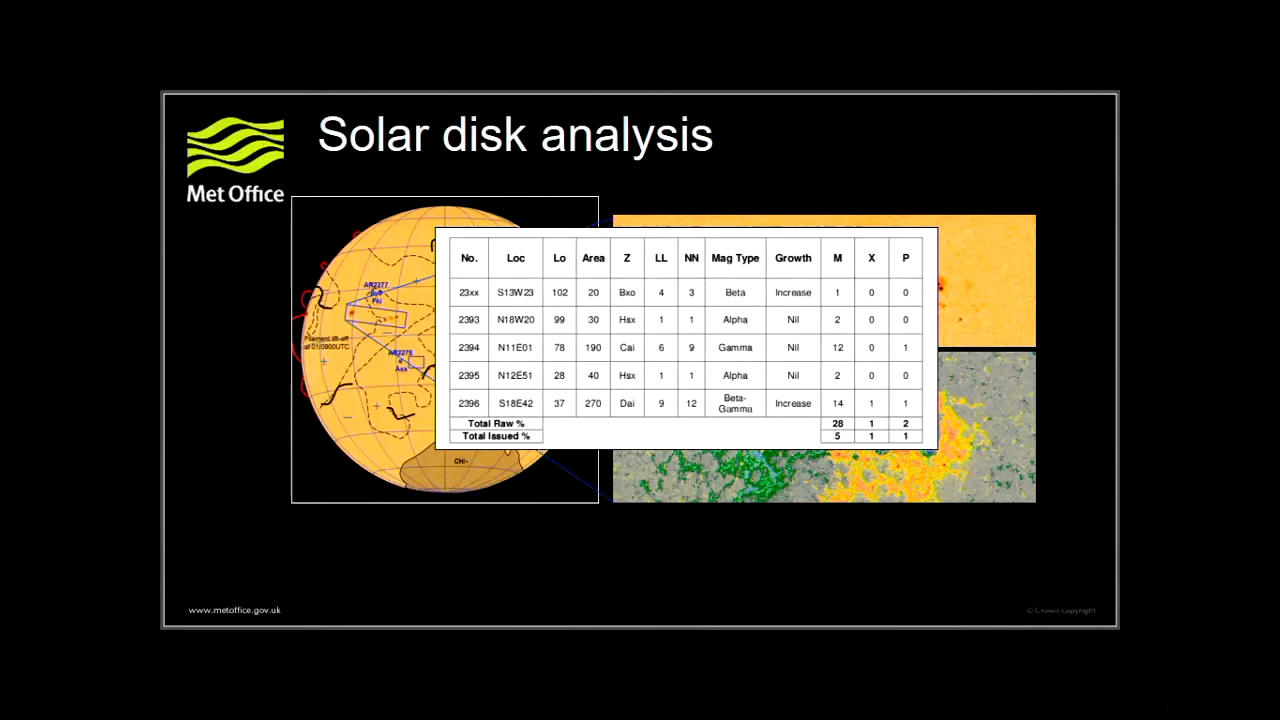 Solar disk analysis
Met Office
AR2277
Fki
Filament lift-off
at 01/0900UTC
AR2278
α
Axx
CH/-
No. Loc Lo Area Z LL NN Mag Type Growth M X P
23xx S13W23 102 20 Bxo 4 3 Beta Increase 1 0 0
2393 N18W20 99 30 Hsx 1 1 Alpha Nil 2 0 0
2394 N11E01 78 190 Cai 6 9 Gamma Nil 12 0 1
2395 N12E51 28 40 Hsx 1 1 Alpha Nil 2 0 0
2396 S18E42 37 270 Dai 9 12 Beta-
Gamma Increase 14 1 1
Total Raw % 28 1 2
Total Issued % 5 1 1
www.metoffice.gov.uk
© Crown copyright